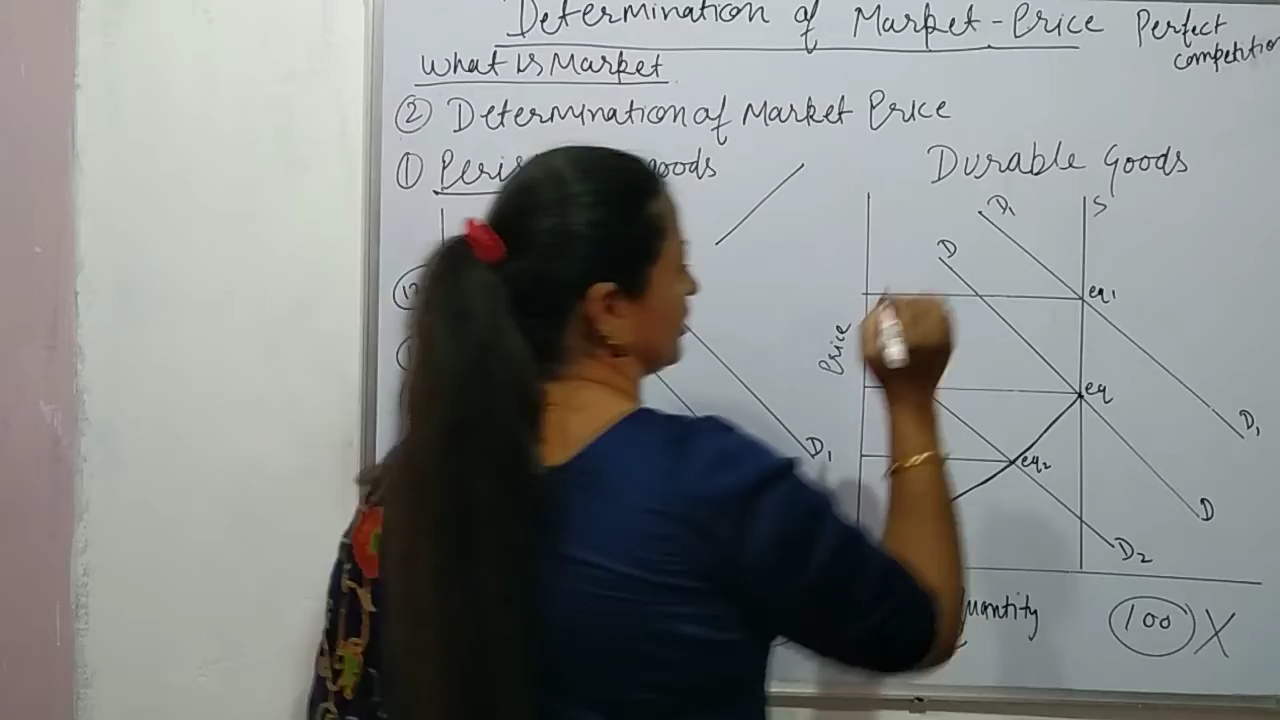 Determination of Market-Price Perfect
competition
What is Market
② Determination of Market Price
① Peris goods
Durable Goods
D₁
S
D
eq₁
Price
eq
eq₂
D₁
D₁
D
D₂
uantity
100 X